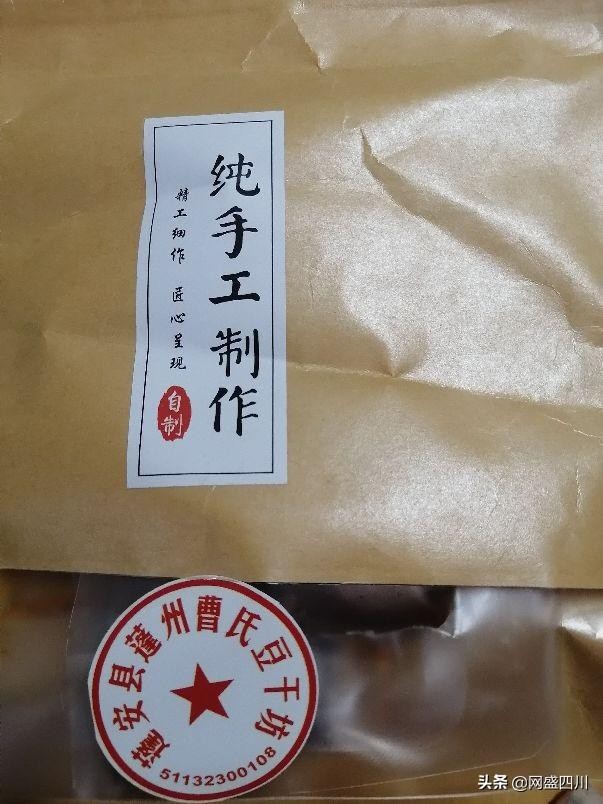 纯手工制作
精工细作 匠心呈现
自制
蓬安县蓬州曹氏豆干坊
51132300108
头条 @网盛四川